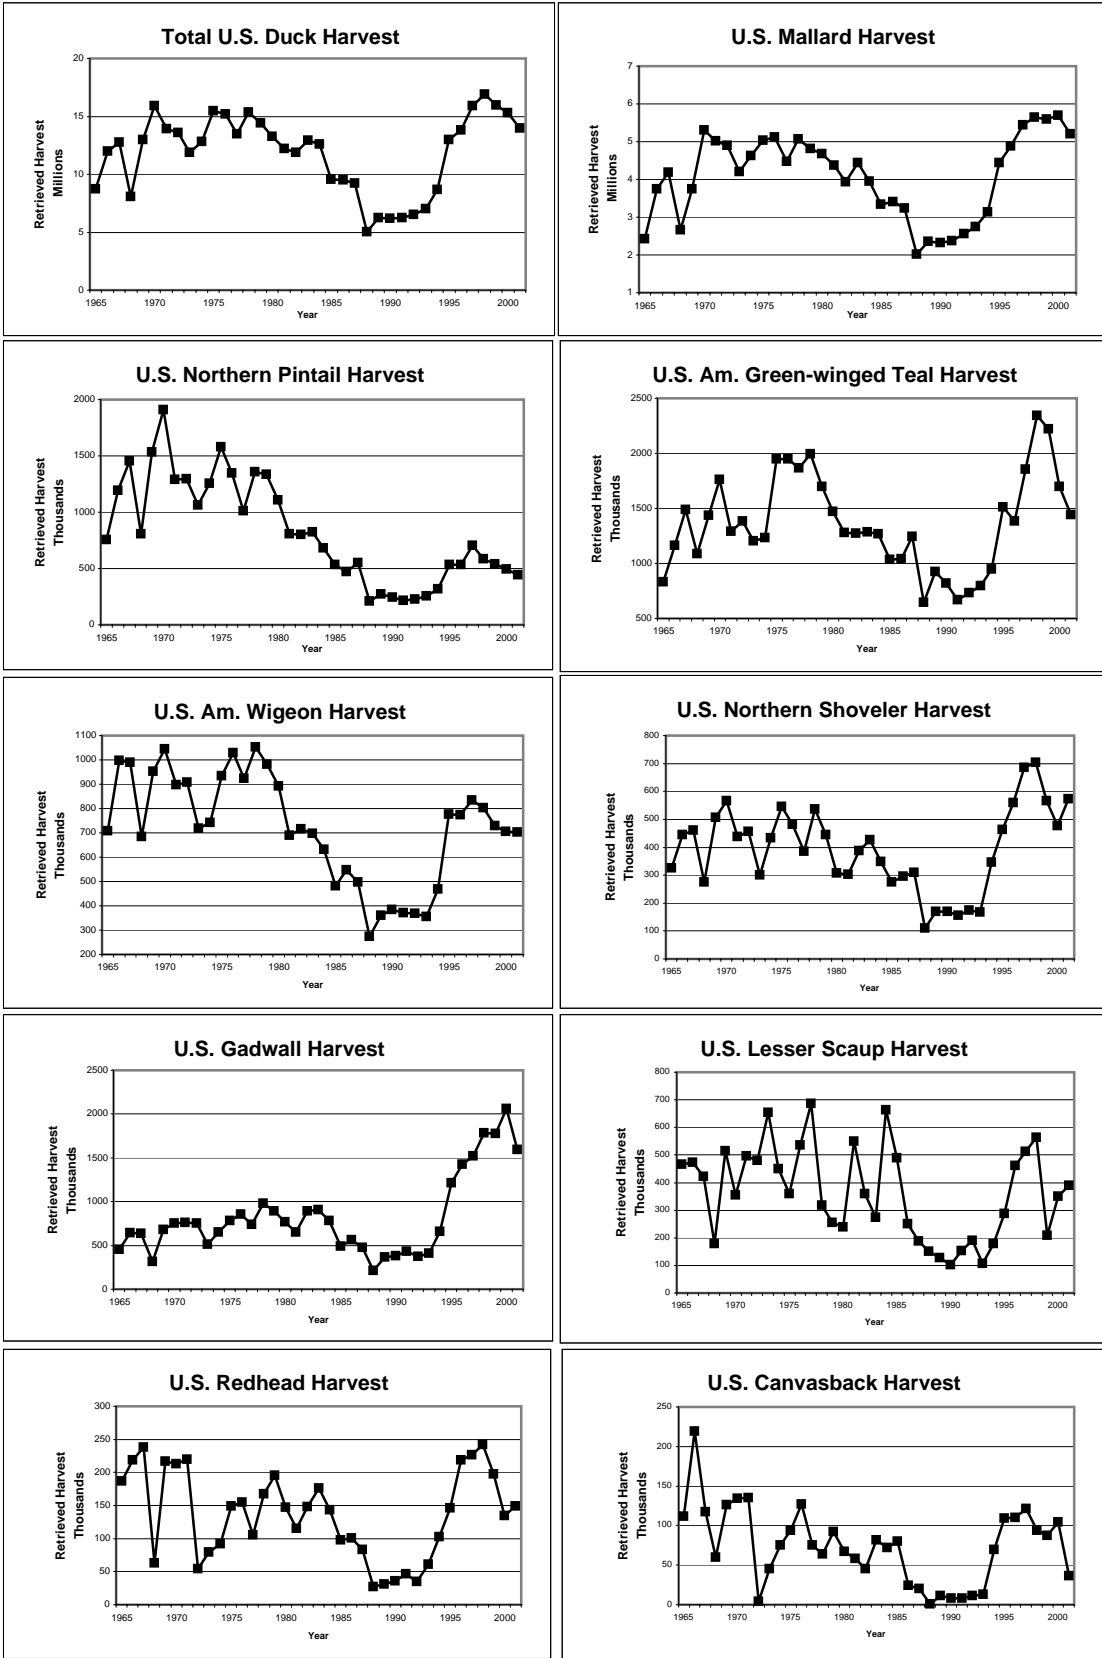 Total U.S. Duck Harvest
20
15
10
5
0
Retrieved Harvest
Millions
1965 1970 1975 1980 1985 1990 1995 2000
Year
U.S. Mallard Harvest
7
6
5
4
3
2
1
Retrieved Harvest
Millions
1965 1970 1975 1980 1985 1990 1995 2000
Year
U.S. Northern Pintail Harvest
2000
1500
1000
500
0
Retrieved Harvest
Thousands
1965 1970 1975 1980 1985 1990 1995 2000
Year
U.S. Am. Green-winged Teal Harvest
2500
2000
1500
1000
500
Retrieved Harvest
Thousands
1965 1970 1975 1980 1985 1990 1995 2000
Year
U.S. Am. Wigeon Harvest
1100
1000
900
800
700
600
500
400
300
200
Retrieved Harvest
Thousands
1965 1970 1975 1980 1985 1990 1995 2000
Year
U.S. Northern Shoveler Harvest
800
700
600
500
400
300
200
100
0
Retrieved Harvest
Thousands
1965 1970 1975 1980 1985 1990 1995 2000
Year
U.S. Gadwall Harvest
2500
2000
1500
1000
500
0
Retrieved Harvest
Thousands
1965 1970 1975 1980 1985 1990 1995 2000
Year
U.S. Lesser Scaup Harvest
800
700
600
500
400
300
200
100
0
Retrieved Harvest
Thousands
1965 1970 1975 1980 1985 1990 1995 2000
Year
U.S. Redhead Harvest
300
250
200
150
100
50
0
Retrieved Harvest
Thousands
1965 1970 1975 1980 1985 1990 1995 2000
Year
U.S. Canvasback Harvest
250
200
150
100
50
0
Retrieved Harvest
Thousands
1965 1970 1975 1980 1985 1990 1995 2000
Year